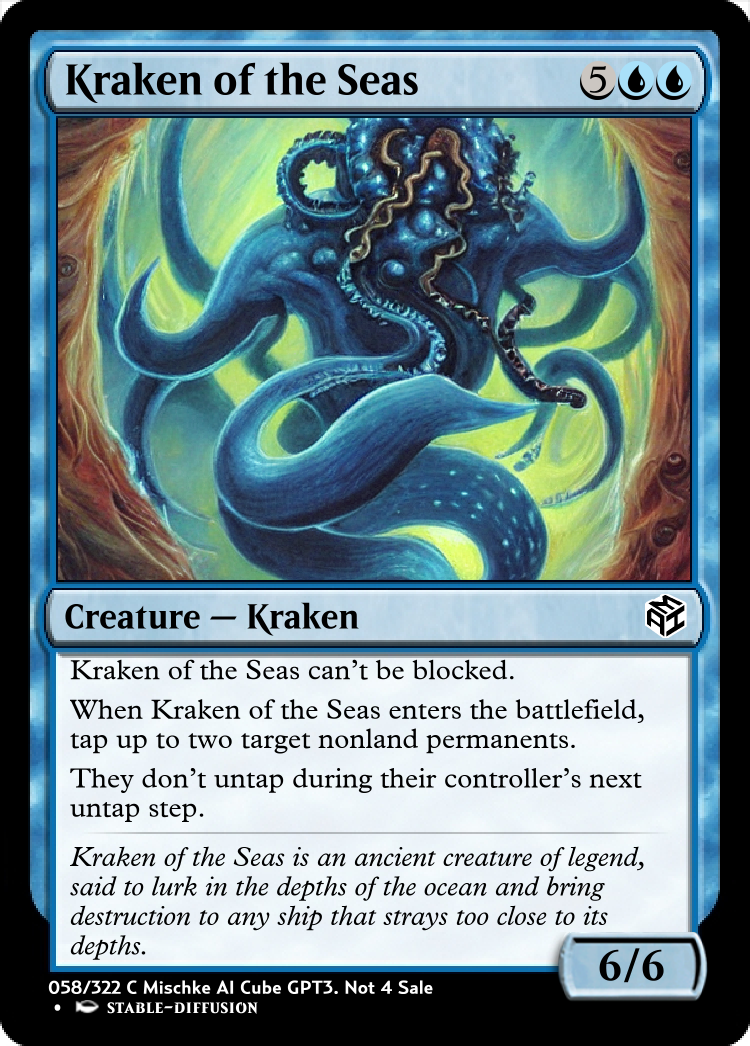 Kraken of the Seas 5
Creature — Kraken
Kraken of the Seas can't be blocked.
When Kraken of the Seas enters the battlefield,
tap up to two target nonland permanents.
They don't untap during their controller's next
untap step.
Kraken of the Seas is an ancient creature of legend,
said to lurk in the depths of the ocean and bring
destruction to any ship that strays too close to its
depths.
6/6
058/322 C Mischke AI Cube GPT3. Not 4 Sale
• STABLE-DIFFUSION